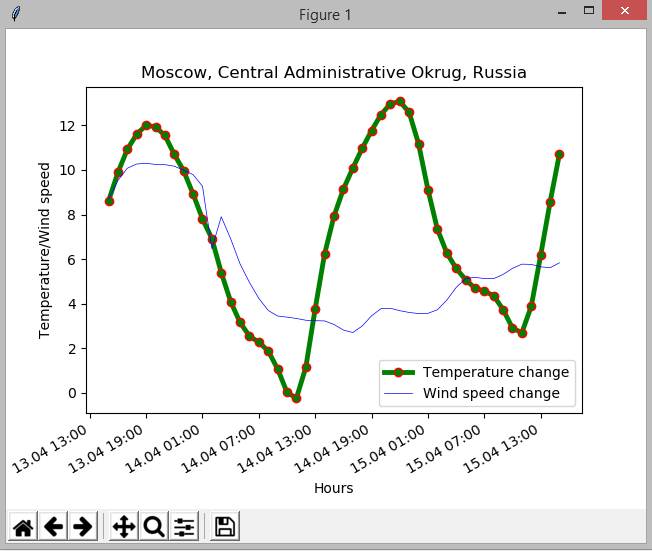 Figure 1
Moscow, Central Administrative Okrug, Russia
Temperature/Wind speed
12
10
8
6
4
2
0
Temperature change
Wind speed change
13.04 13:00
13.04 19:00
14.04 01:00
14.04 07:00
14.04 13:00
14.04 19:00
15.04 01:00
15.04 07:00
15.04 13:00
Hours